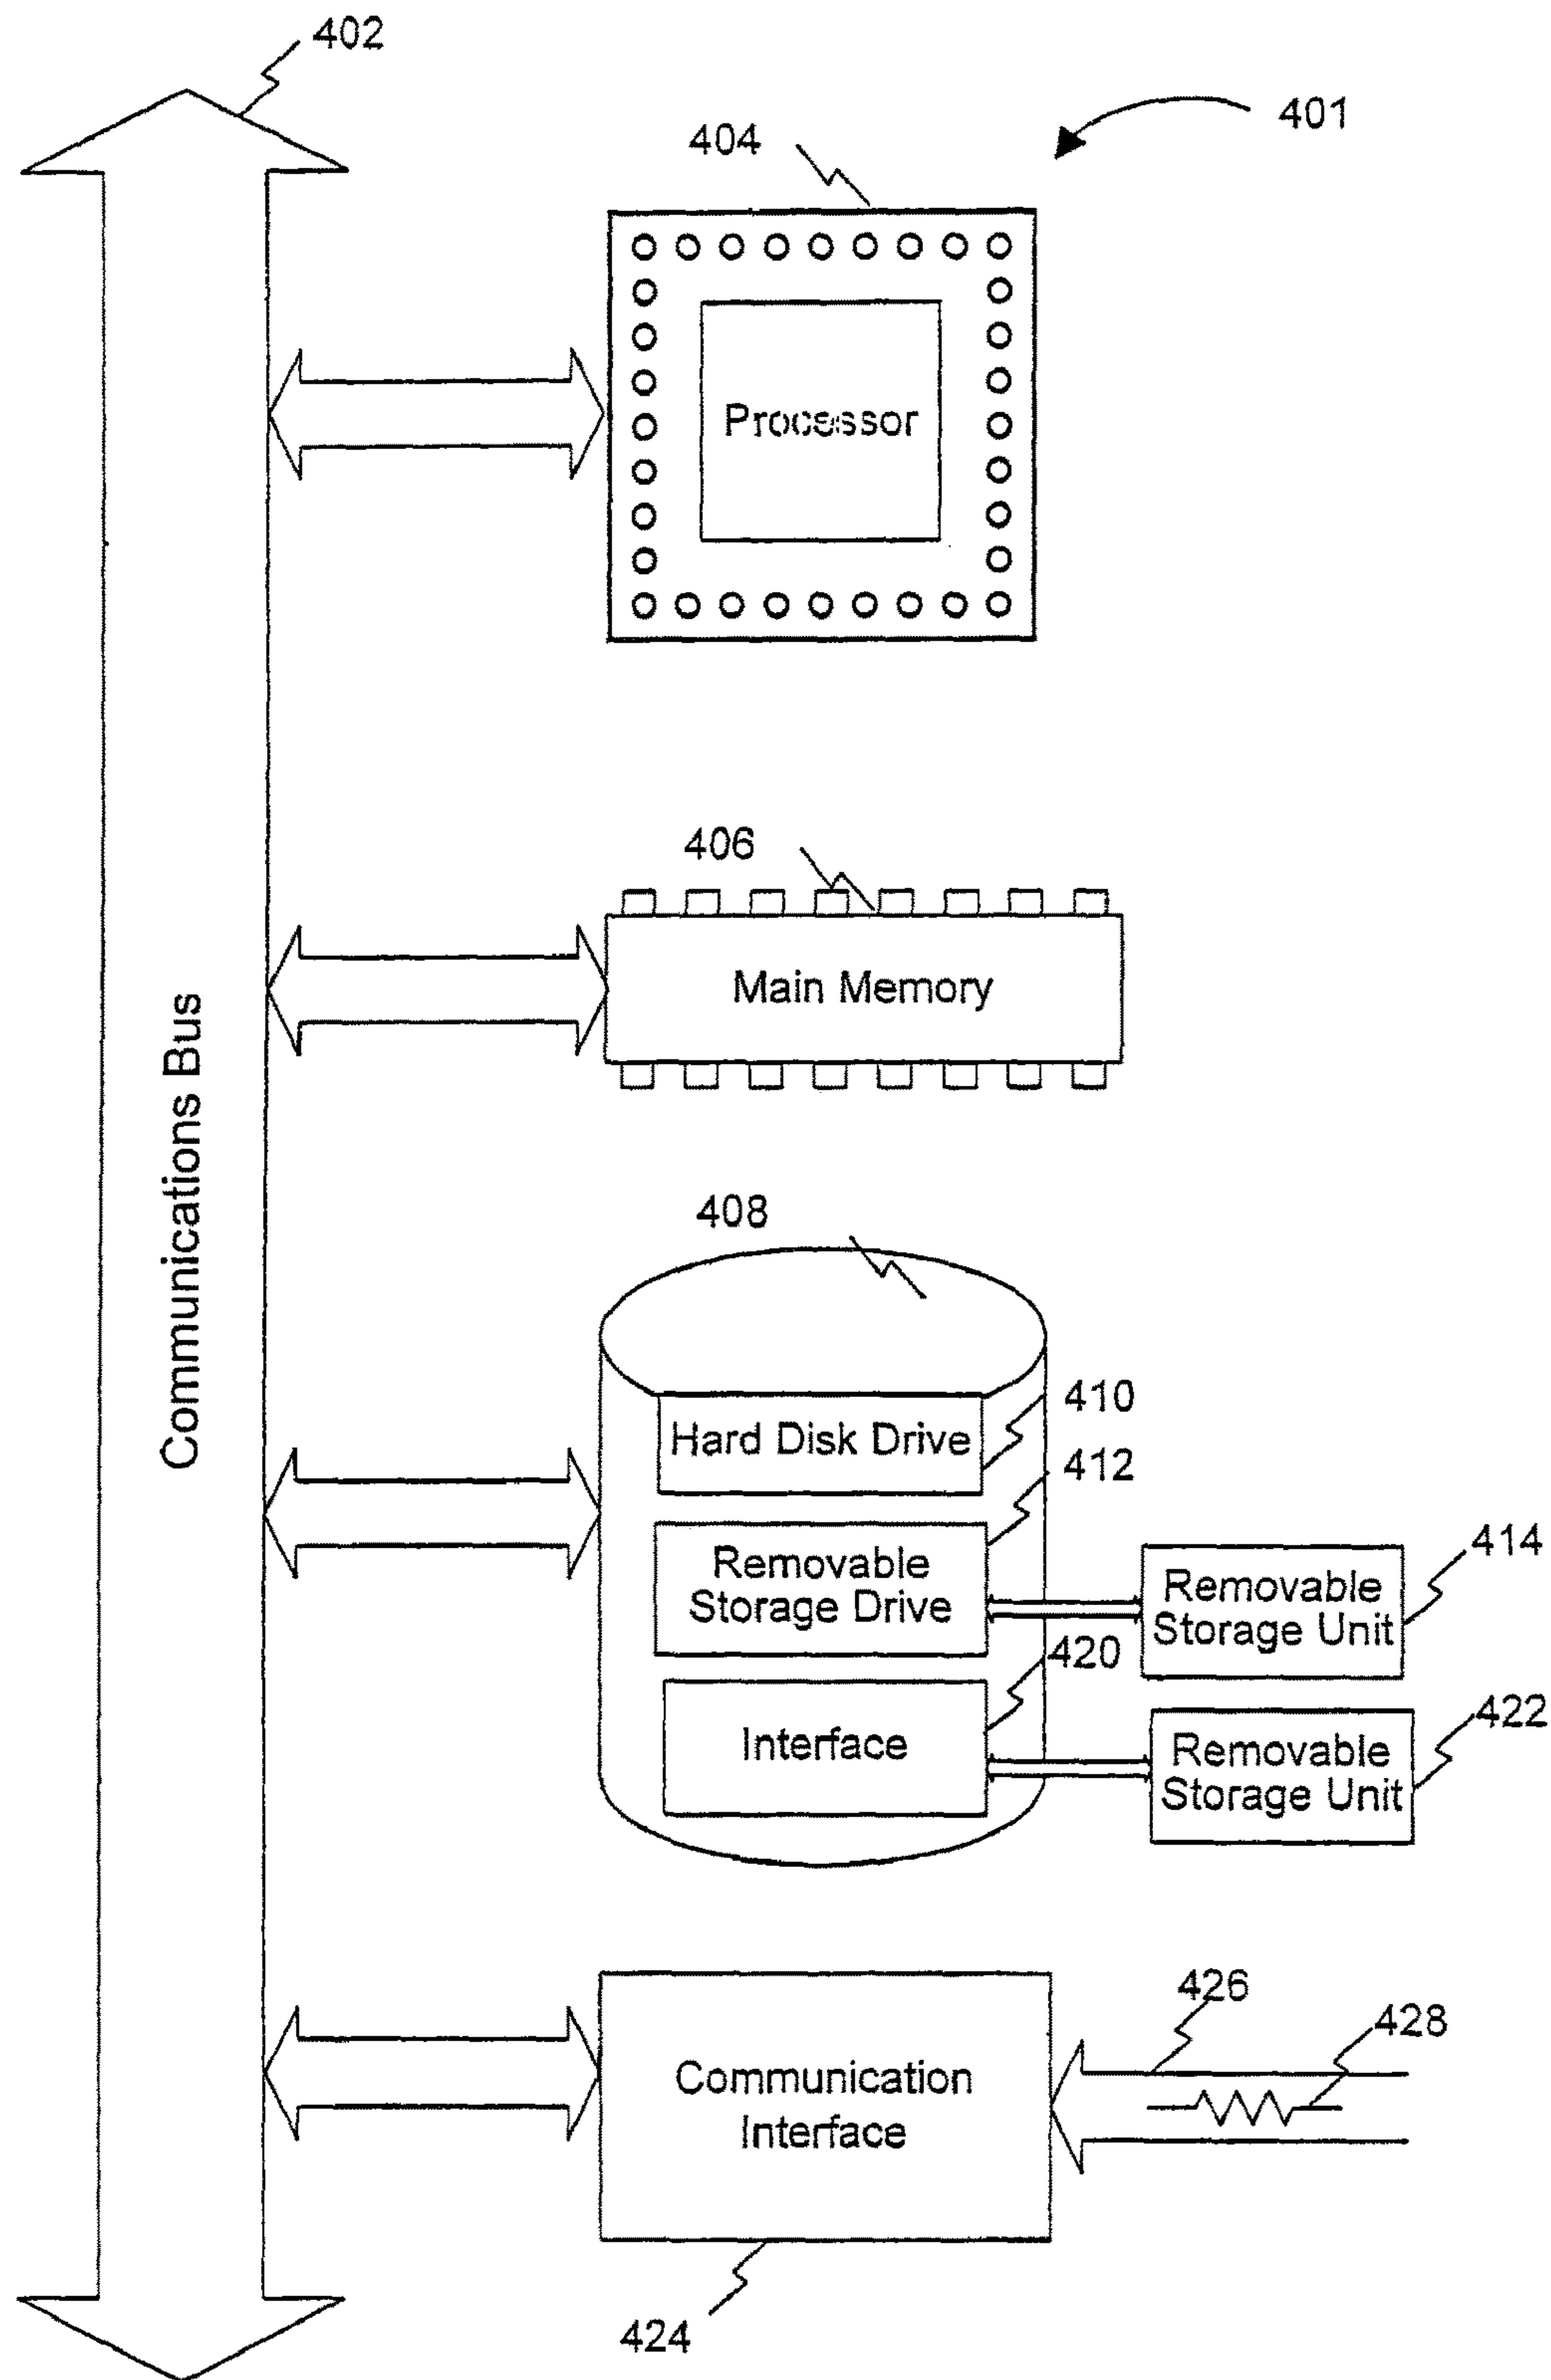 402
401
404
Processor
406
Main Memory
Communications Bus
408
410
Hard Disk Drive
412
Removable
Storage Drive
414
Removable
Storage Unit
420
Interface
422
Removable
Storage Unit
426
428
Communication
Interface
424